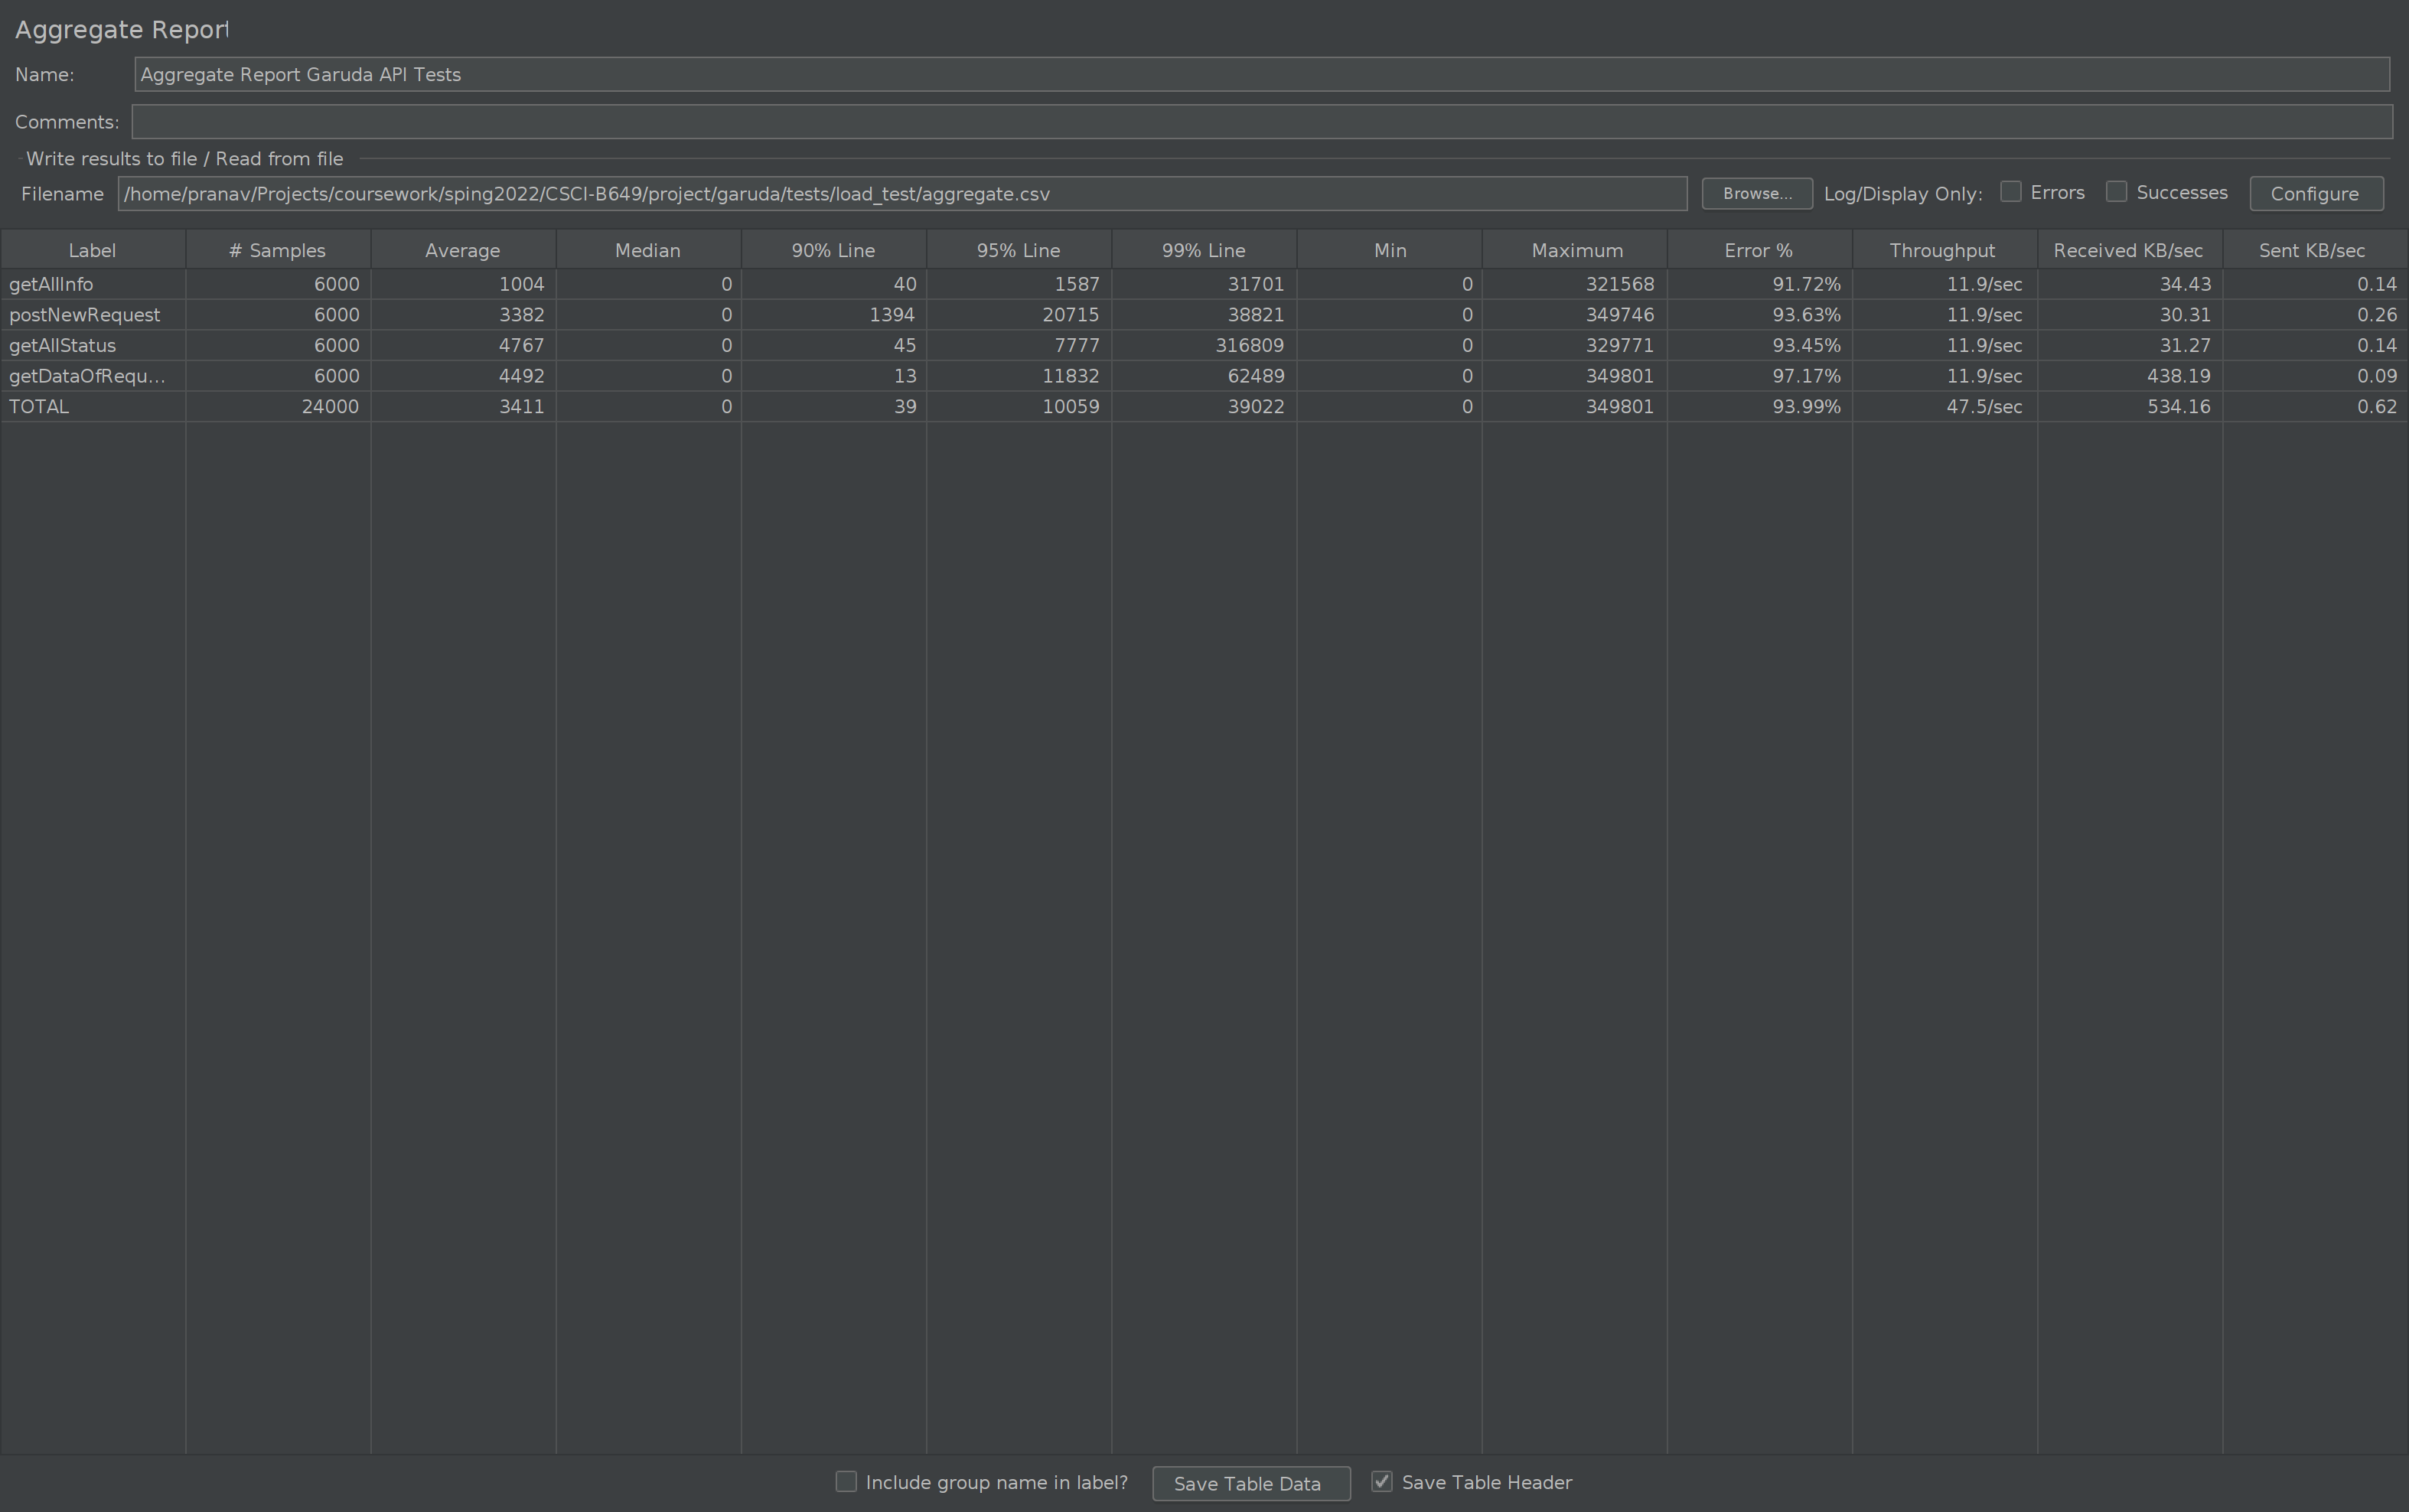 Aggregate Report
Name: Aggregate Report Garuda API Tests
Comments:
Write results to file / Read from file
Filename /home/pranav/Projects/coursework/sping2022/CSCI-B649/project/garuda/tests/load_test/aggregate.csv Browse... Log/Display Only: Errors Successes Configure
Label # Samples Average Median 90% Line 95% Line 99% Line Min Maximum Error % Throughput Received KB/sec Sent KB/sec
getAllInfo 6000 1004 0 40 1587 31701 0 321568 91.72% 11.9/sec 34.43 0.14
postNewRequest 6000 3382 0 1394 20715 38821 0 349746 93.63% 11.9/sec 30.31 0.26
getAllStatus 6000 4767 0 45 7777 316809 0 329771 93.45% 11.9/sec 31.27 0.14
getDataOfRequ... 6000 4492 0 13 11832 62489 0 349801 97.17% 11.9/sec 438.19 0.09
TOTAL 24000 3411 0 39 10059 39022 0 349801 93.99% 47.5/sec 534.16 0.62
Include group name in label? Save Table Data Save Table Header